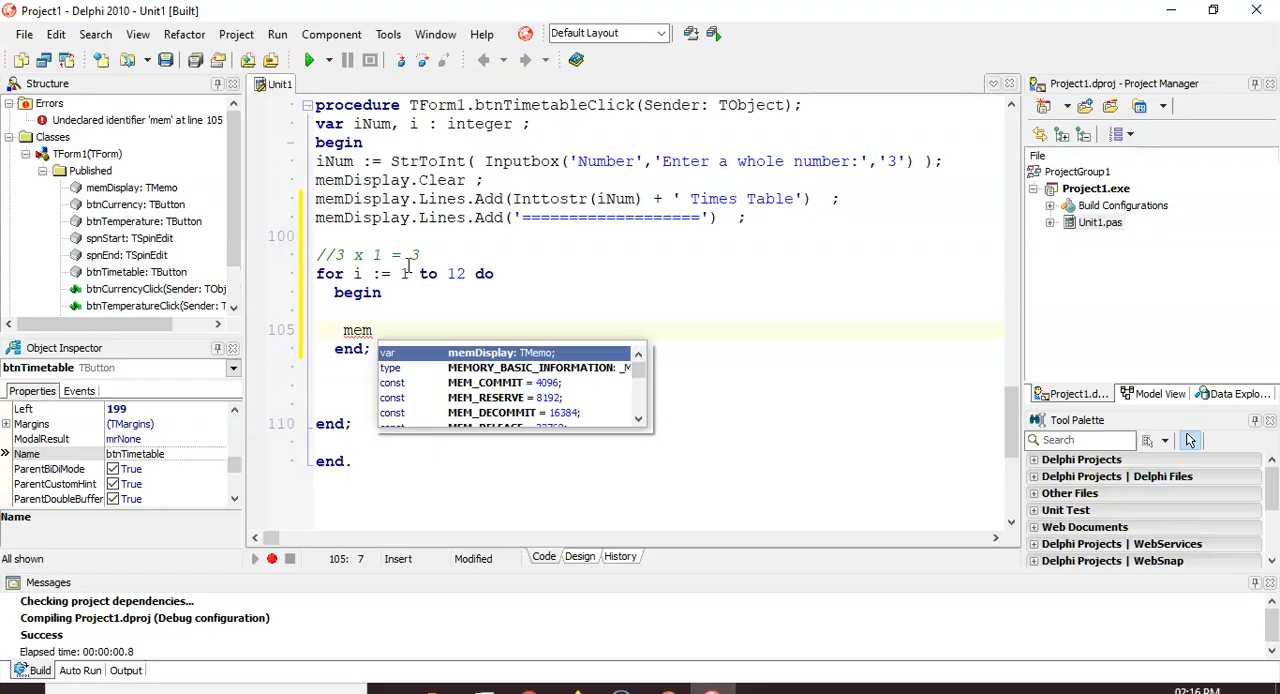 Project1 - Delphi 2010 - Unit1 [Built]
File Edit Search View Refactor Project Run Component Tools Window Help Default Layout
Structure
Errors
Undeclared identifier 'mem' at line 105
Classes
TForm1(TForm)
Published
memDisplay: TMemo
btnCurrency: TButton
btnTemperature: TButton
spnStart: TSpinEdit
spnEnd: TSpinEdit
btnTimetable: TButton
btnCurrencyClick(Sender: TObj
btnTemperatureClick(Sender: T
Object Inspector
btnTimetable TButton
Properties Events
Left 199
Margins (TMargins)
ModalResult mrNone
Name btnTimetable
ParentBiDiMode True
ParentCustomHint True
ParentDoubleBuffer True
Name
All shown
Unit1
procedure TForm1.btnTimetableClick(Sender: TObject);
var iNum, i : integer ;
begin
iNum := StrToInt( Inputbox('Number','Enter a whole number:','3') );
memDisplay.Clear ;
memDisplay.Lines.Add(Inttostr(iNum) + ' Times Table') ;
memDisplay.Lines.Add('===================') ;
100
//3 x 1 = 3
for i := 1 to 12 do
begin
105 mem
end;
var memDisplay: TMemo;
type MEMORY_BASIC_INFORMATION: _M
const MEM_COMMIT = 4096;
const MEM_RESERVE = 8192;
const MEM_DECOMMIT = 16384;
110 end;
end.
105: 7 Insert Modified Code Design History
Project1.dproj - Project Manager
File
ProjectGroup1
Project1.exe
Build Configurations
Unit1.pas
Project1.d... Model View Data Explo...
Tool Palette
Search
Delphi Projects
Delphi Projects | Delphi Files
Other Files
Unit Test
Web Documents
Delphi Projects | WebServices
Delphi Projects | WebSnap
Messages
Checking project dependencies...
Compiling Project1.dproj (Debug configuration)
Success
Elapsed time: 00:00:00.8
Build Auto Run Output
02:16 PM